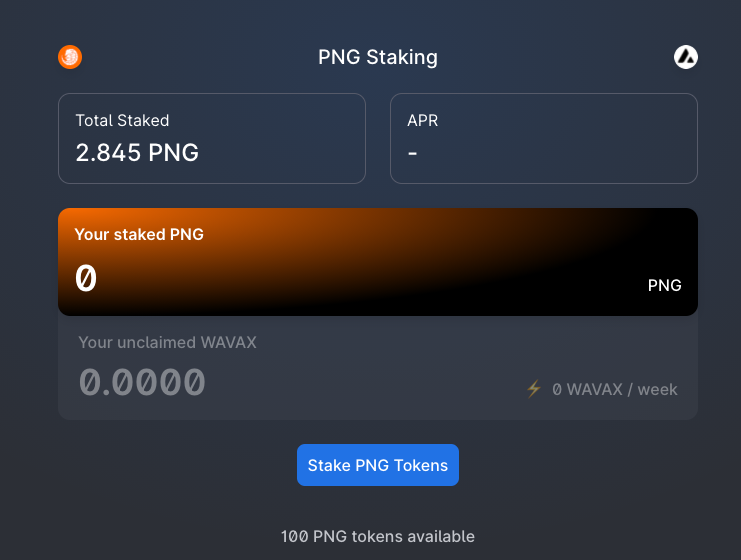 PNG Staking
Total Staked
2.845 PNG
APR
-
Your staked PNG
0
PNG
Your unclaimed WAVAX
0.0000
⚡ 0 WAVAX / week
Stake PNG Tokens
100 PNG tokens available